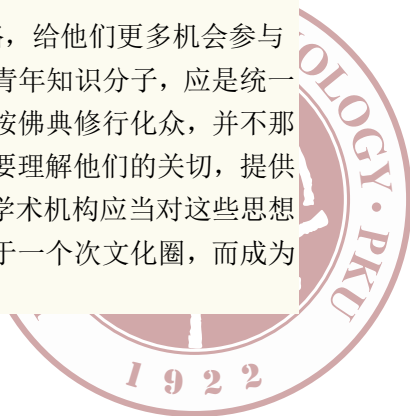 ，给他们更多机会参与
青年知识分子，应是统一
按佛典修行化众，并不那
要理解他们的关切，提供
学术机构应当对这些思想
于一个次文化圈，而成为
OLOGY · PKU
1922